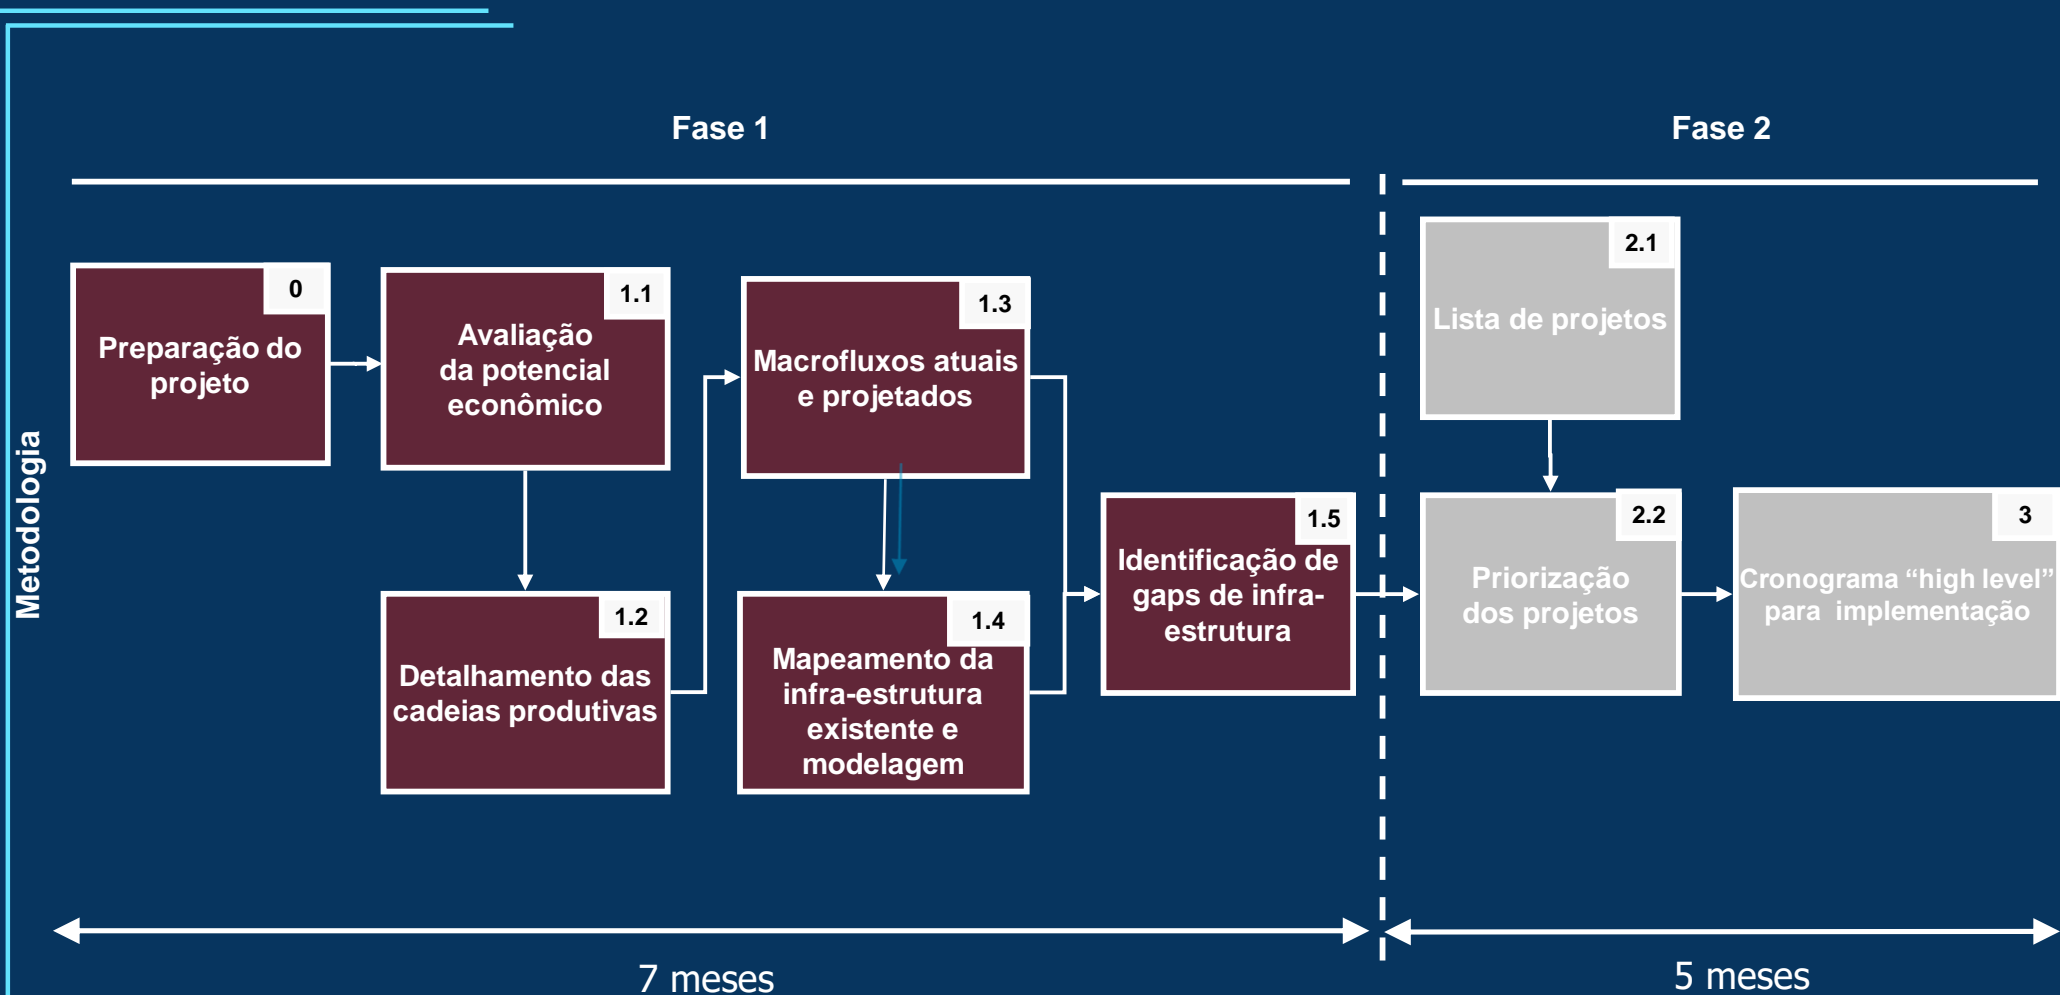 Metodologia
Fase 1
Fase 2
0
Preparação do
projeto
1.1
Avaliação
da potencial
econômico
1.2
Detalhamento das
cadeias produtivas
1.3
Macrofluxos atuais
e projetados
1.4
Mapeamento da
infra-estrutura
existente e
modelagem
1.5
Identificação de
gaps de infra-
estrutura
2.1
Lista de projetos
2.2
Priorização
dos projetos
3
Cronograma “high level”
para implementação
7 meses
5 meses